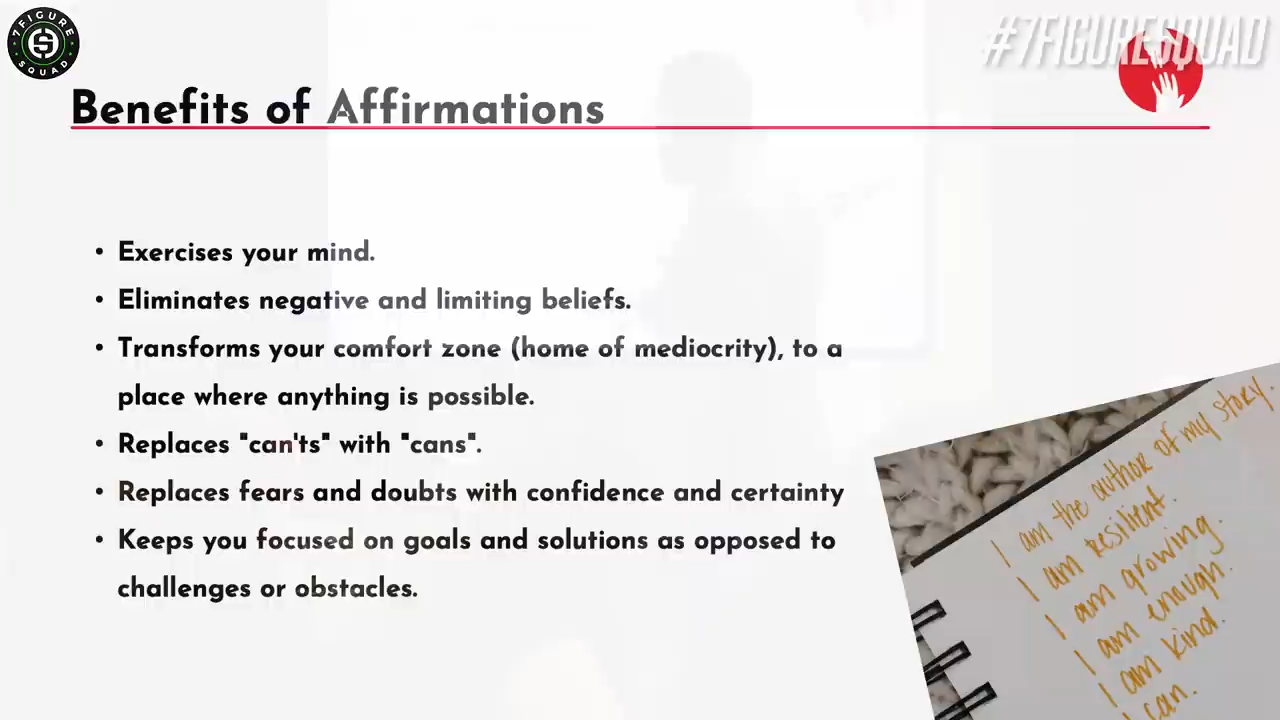 7FIGURE
SQUAD
#7FIGURESQUAD
Benefits of Affirmations
• Exercises your mind.
• Eliminates negative and limiting beliefs.
• Transforms your comfort zone (home of mediocrity), to a
place where anything is possible.
• Replaces "can'ts" with "cans".
• Replaces fears and doubts with confidence and certainty
• Keeps you focused on goals and solutions as opposed to
challenges or obstacles.
I am the author of my story.
I am resilient.
I am growing.
I am enough.
I am kind.
I can.